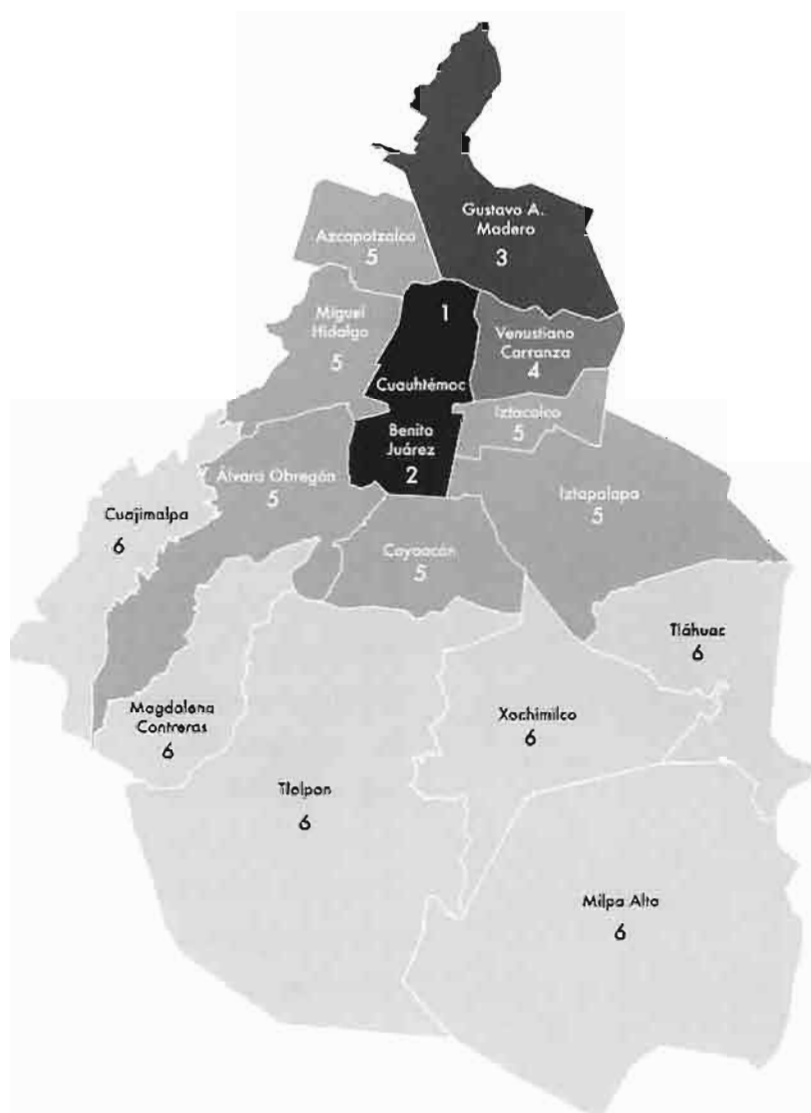 Gustavo A.
Madero
3
Azcapotzalco
5
1
Cuauhtémoc
Miguel
Hidalgo
5
Venustiano
Carranza
4
Iztacalco
5
Benito
Juárez
2
Álvaro Obregón
5
Iztapalapa
5
Cuajimalpa
6
Coyoacán
5
Tláhuac
6
Magdalena
Contreras
6
Xochimilco
6
Tlalpan
6
Milpa Alta
6